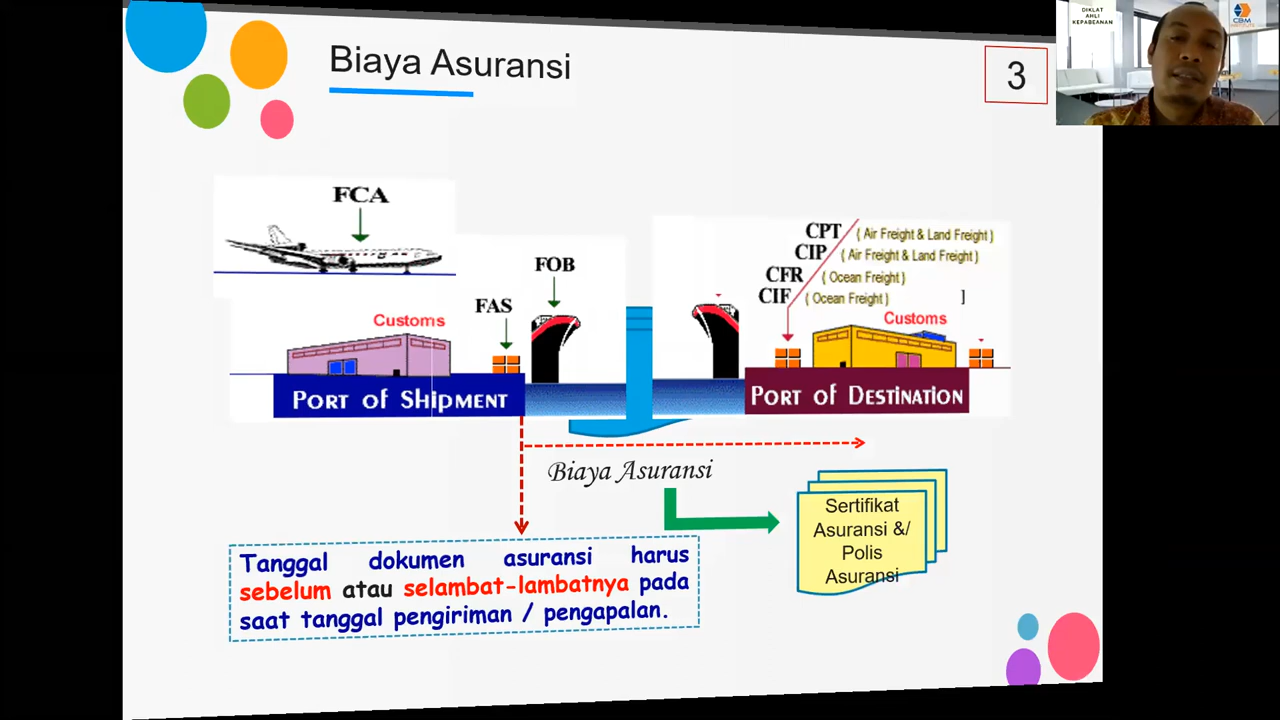 Biaya Asuransi
3
DIKLAT
AHLI
KEPABEANAN
CBM
FCA
FOB
FAS
Customs
PORT OF SHIPMENT
CPT ( Air Freight & Land Freight )
CIP ( Air Freight & Land Freight )
CFR ( Ocean Freight )
CIF ( Ocean Freight )
]
Customs
PORT OF DESTINATION
Biaya Asuransi
Sertifikat
Asuransi &/
Polis
Asuransi
Tanggal dokumen asuransi harus
sebelum atau selambat-lambatnya pada
saat tanggal pengiriman / pengapalan.